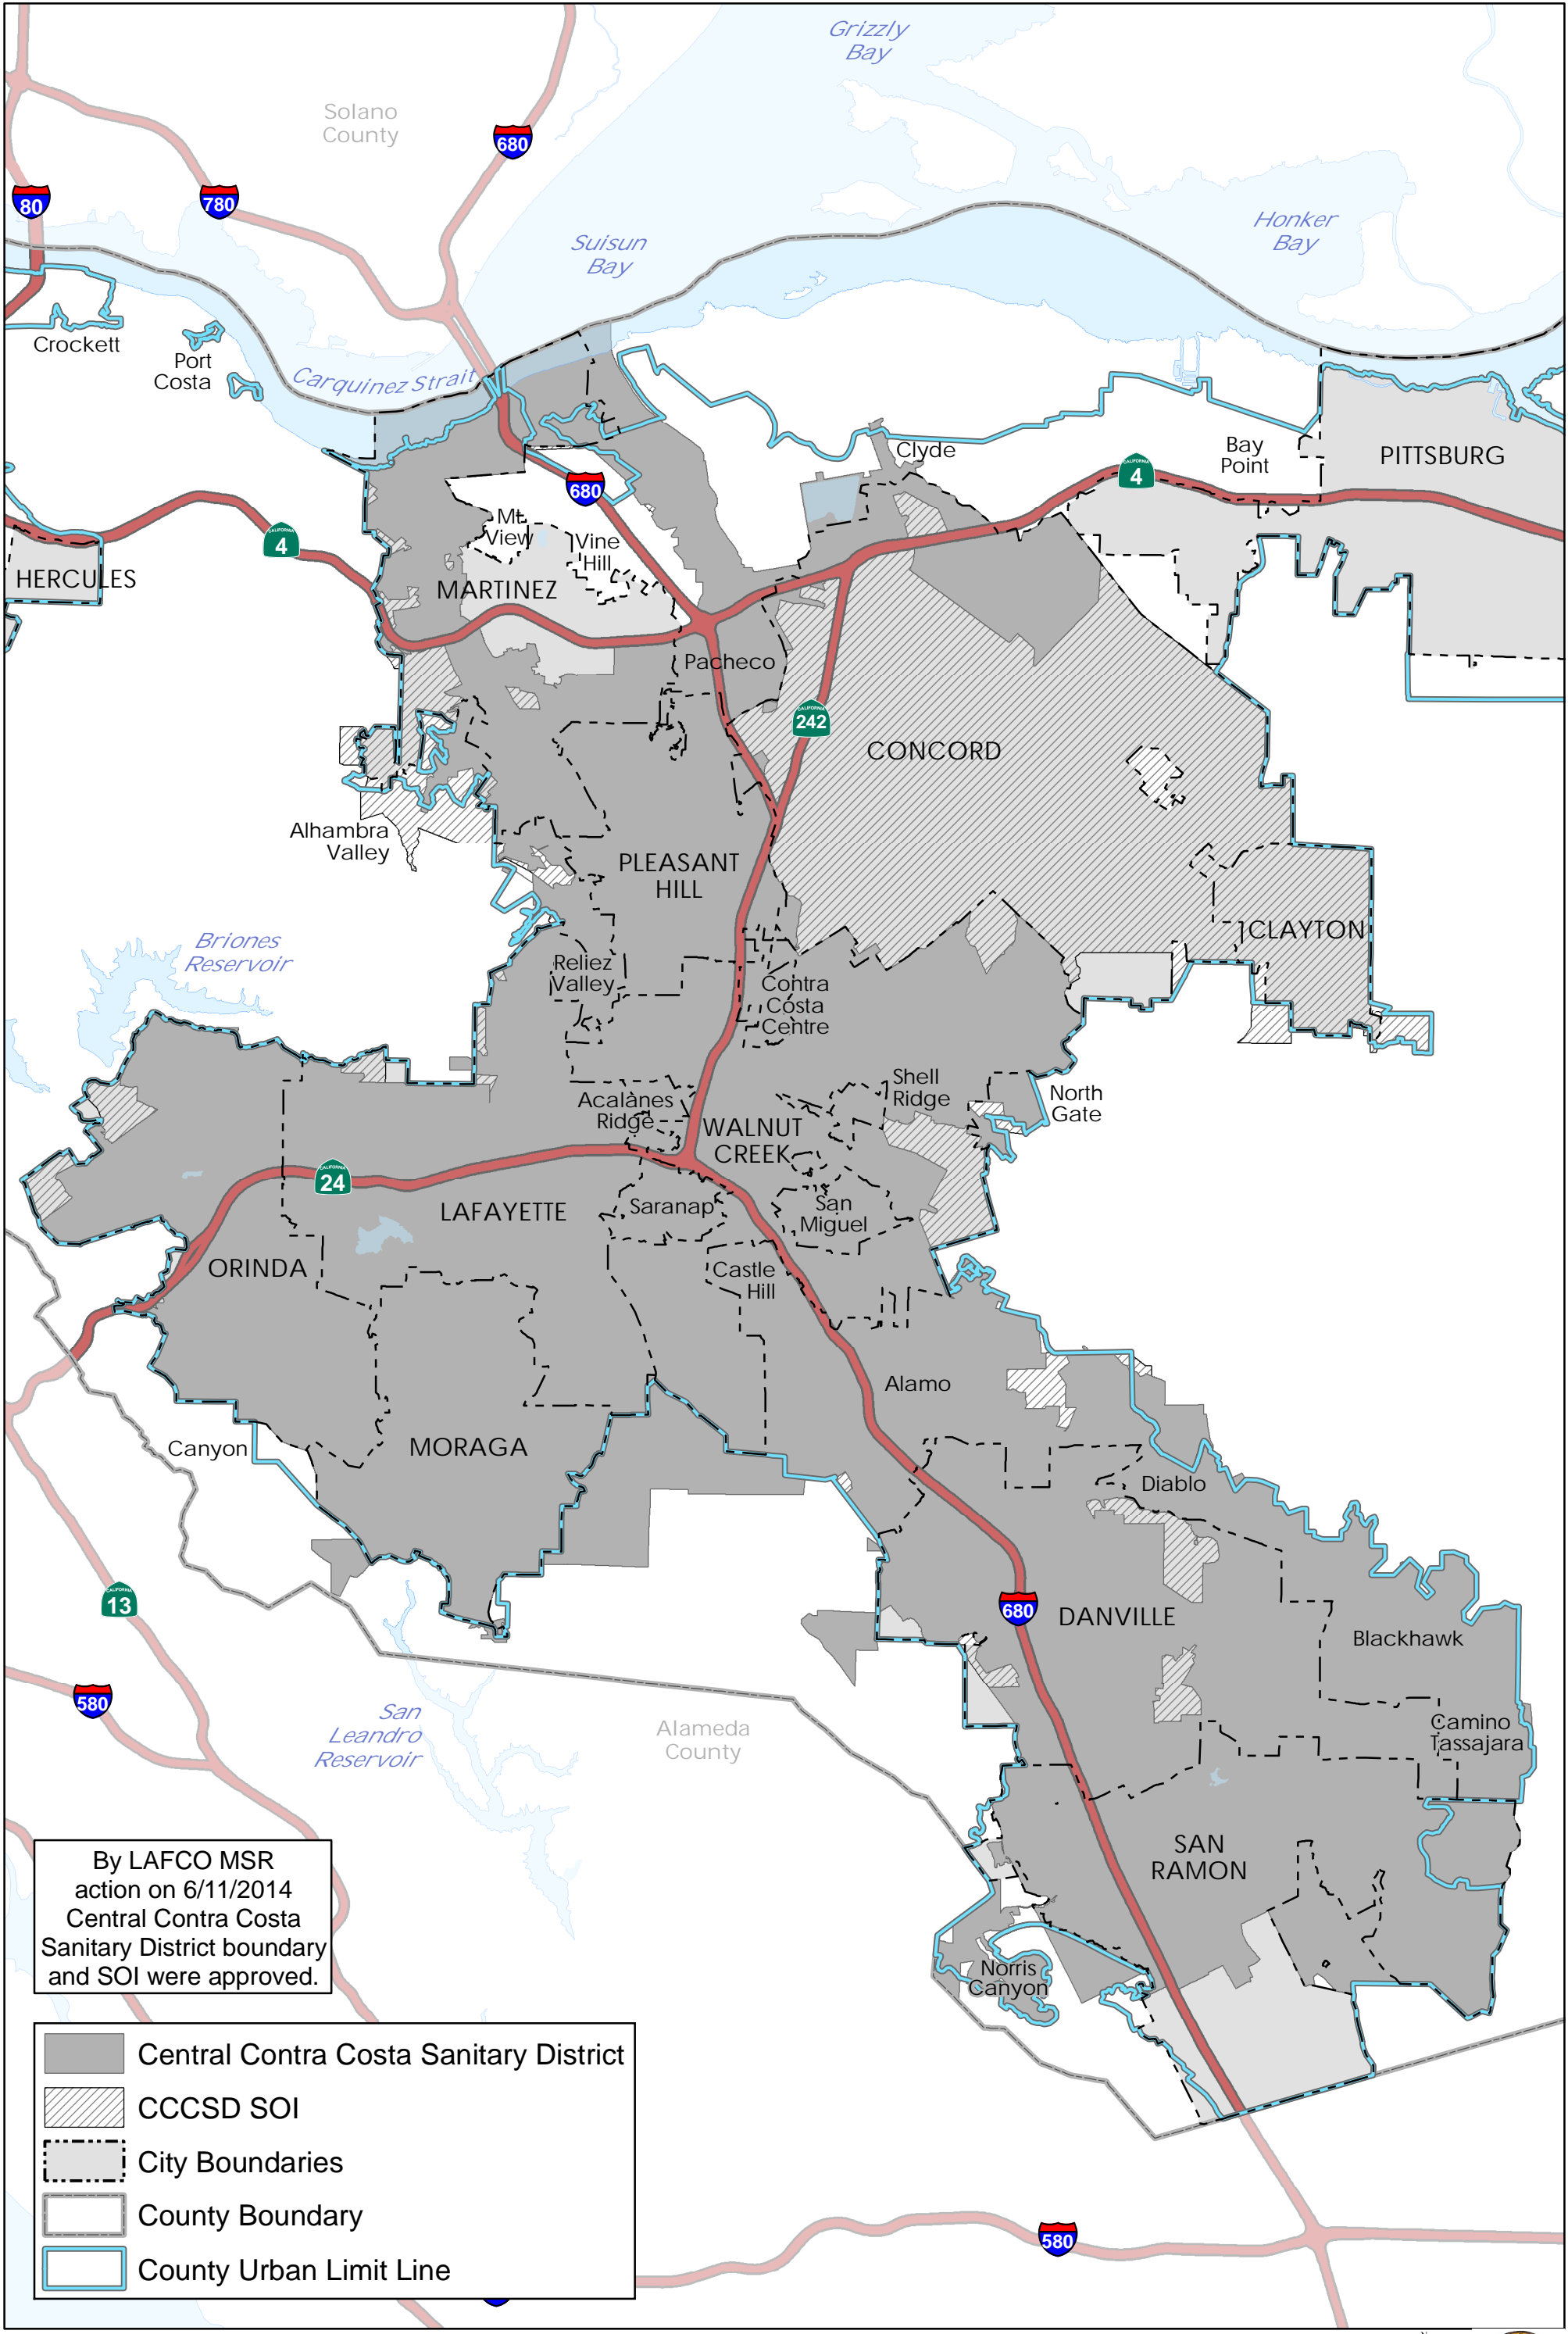 Grizzly
Bay
Solano
County
680
80
780
Honker
Bay
Suisun
Bay
Crockett
Port
Costa
Carquinez Strait
Clyde
Bay
Point
PITTSBURG
CALIFORNIA
4
680
Mt
View
Vine
Hill
CALIFORNIA
4
HERCULES
MARTINEZ
Pacheco
CALIFORNIA
242
CONCORD
Alhambra
Valley
PLEASANT
HILL
CLAYTON
Briones
Reservoir
Reliez
Valley
Contra
Costa
Centre
Shell
Ridge
North
Gate
Acalanes
Ridge
WALNUT
CREEK
CALIFORNIA
24
LAFAYETTE
Saranap
San
Miguel
ORINDA
Castle
Hill
Alamo
Canyon
MORAGA
Diablo
CALIFORNIA
13
680
DANVILLE
Blackhawk
580
San
Leandro
Reservoir
Alameda
County
Camino
Tassajara
SAN
RAMON
By LAFCO MSR
action on 6/11/2014
Central Contra Costa
Sanitary District boundary
and SOI were approved.
Norris
Canyon
Central Contra Costa Sanitary District
CCCSD SOI
City Boundaries
County Boundary
County Urban Limit Line
580